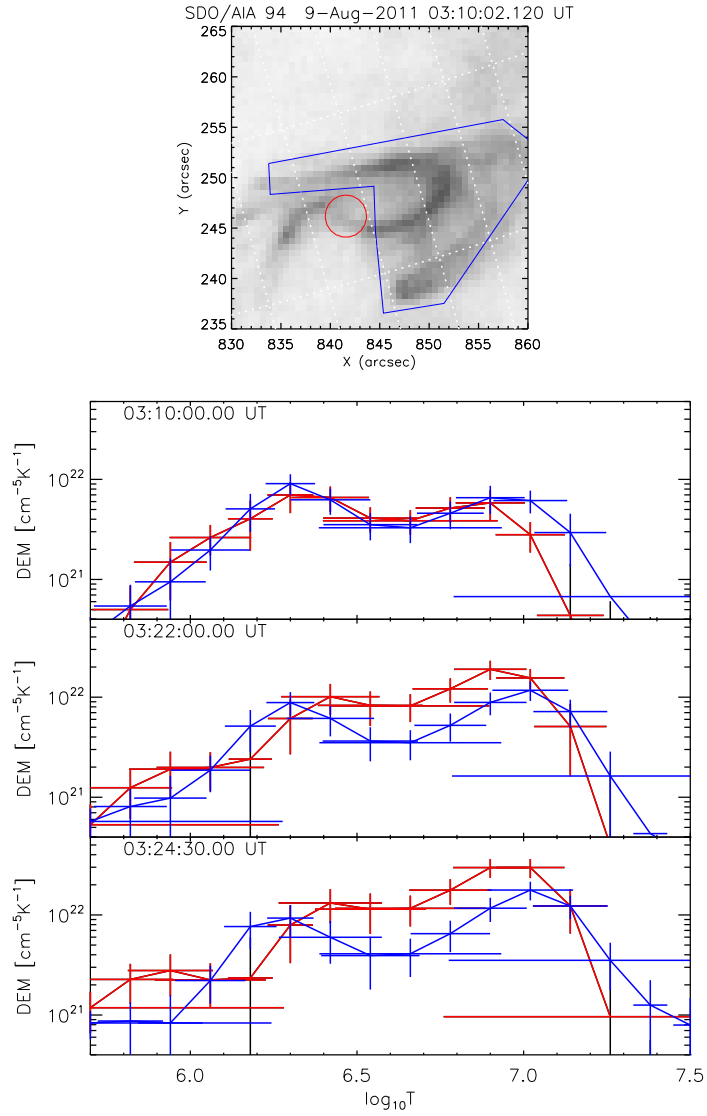 SDO/AIA 94 9-Aug-2011 03:10:02.120 UT
265
260
255
250
245
240
235
Y (arcsec)
830 835 840 845 850 855 860
X (arcsec)
03:10:00.00 UT
10^22
10^21
DEM [cm^-5K^-1]
03:22:00.00 UT
10^22
10^21
DEM [cm^-5K^-1]
03:24:30.00 UT
10^22
10^21
DEM [cm^-5K^-1]
6.0 6.5 7.0 7.5
log_10T